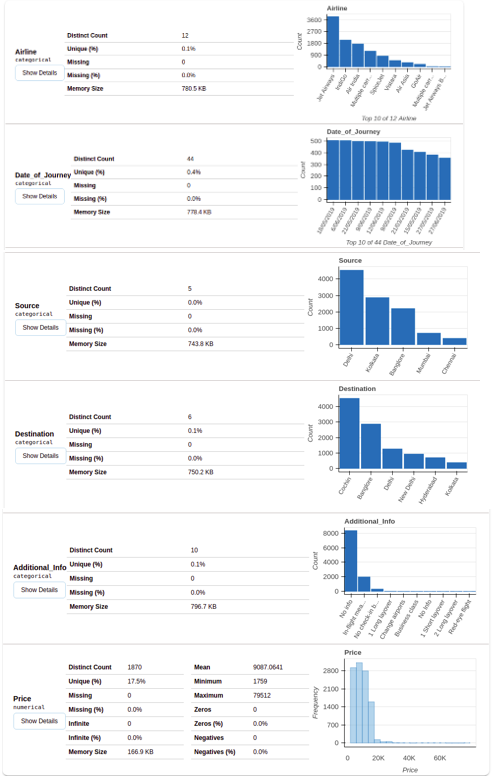 Airline
categorical
Show Details
Distinct Count 12
Unique (%) 0.1%
Missing 0
Missing (%) 0.0%
Memory Size 780.5 KB
Airline
Count
3600
2700
1800
900
0
Jet Airways
IndiGo
Air India
Multiple carr...
SpiceJet
Vistara
Air Asia
GoAir
Multiple carr...
Jet Airways B...
Top 10 of 12 Airline
Date_of_Journey
categorical
Show Details
Distinct Count 44
Unique (%) 0.4%
Missing 0
Missing (%) 0.0%
Memory Size 778.4 KB
Date_of_Journey
Count
500
400
300
200
100
0
18/05/2019
6/06/2019
21/05/2019
9/06/2019
12/06/2019
9/05/2019
21/03/2019
15/05/2019
27/05/2019
27/06/2019
Top 10 of 44 Date_of_Journey
Source
categorical
Show Details
Distinct Count 5
Unique (%) 0.0%
Missing 0
Missing (%) 0.0%
Memory Size 743.8 KB
Source
Count
4000
3000
2000
1000
0
Delhi
Kolkata
Banglore
Mumbai
Chennai
Destination
categorical
Show Details
Distinct Count 6
Unique (%) 0.1%
Missing 0
Missing (%) 0.0%
Memory Size 750.2 KB
Destination
Count
4000
3000
2000
1000
0
Cochin
Banglore
Delhi
New Delhi
Hyderabad
Kolkata
Additional_Info
categorical
Show Details
Distinct Count 10
Unique (%) 0.1%
Missing 0
Missing (%) 0.0%
Memory Size 796.7 KB
Additional_Info
Count
8000
6000
4000
2000
0
No info
In-flight mea...
No check-in b...
1 Long layover
Change airports
Business class
No Info
1 Short layover
2 Long layover
Red-eye flight
Price
numerical
Show Details
Distinct Count 1870 Mean 9087.0641
Unique (%) 17.5% Minimum 1759
Missing 0 Maximum 79512
Missing (%) 0.0% Zeros 0
Infinite 0 Zeros (%) 0.0%
Infinite (%) 0.0% Negatives 0
Memory Size 166.9 KB Negatives (%) 0.0%
Price
Frequency
2800
2100
1400
700
0
0 20K 40K 60K
Price